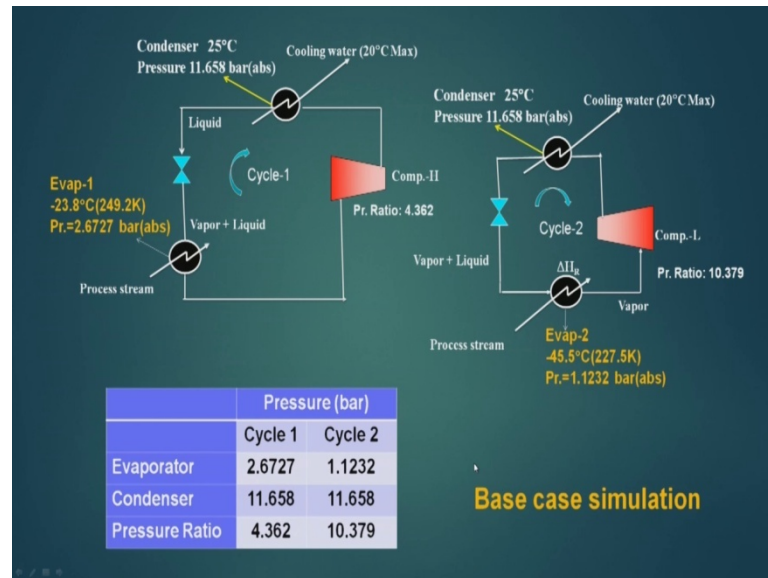 Condenser 25°C
Pressure 11.658 bar(abs)
Cooling water (20°C Max)
Liquid
Cycle-1
Comp.-II
Pr. Ratio: 4.362
Evap-1
-23.8°C(249.2K)
Pr.=2.6727 bar(abs)
Vapor + Liquid
Process stream
Condenser 25°C
Pressure 11.658 bar(abs)
Cooling water (20°C Max)
Cycle-2
Comp.-L
Pr. Ratio: 10.379
Vapor + Liquid
ΔH_R
Vapor
Process stream
Evap-2
-45.5°C(227.5K)
Pr.=1.1232 bar(abs)
Pressure (bar)
Cycle 1 Cycle 2
Evaporator 2.6727 1.1232
Condenser 11.658 11.658
Pressure Ratio 4.362 10.379
Base case simulation